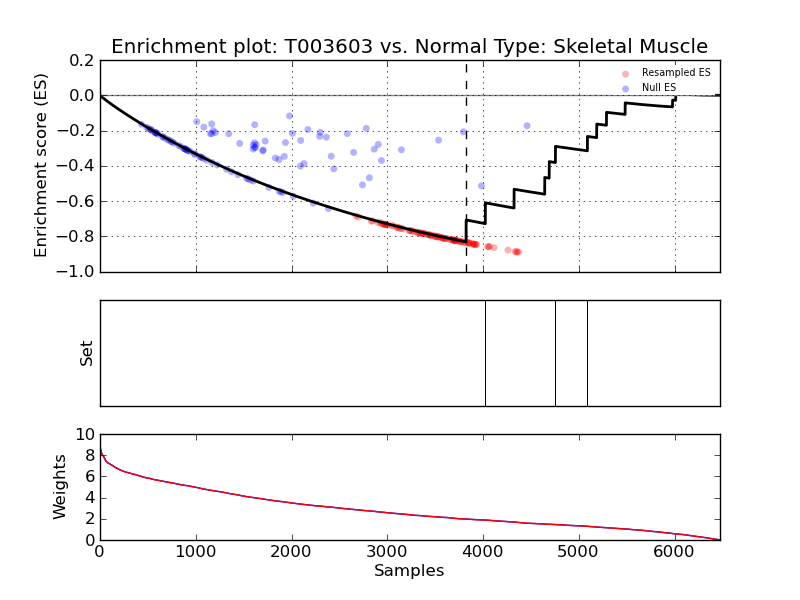 Enrichment plot: T003603 vs. Normal Type: Skeletal Muscle
Enrichment score (ES)
0.2
0.0
−0.2
−0.4
−0.6
−0.8
−1.0
Resampled ES
Null ES
Set
Weights
10
8
6
4
2
0
0 1000 2000 3000 4000 5000 6000
Samples